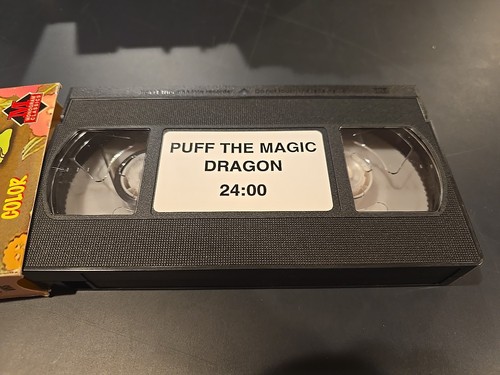 PUFF THE MAGIC
DRAGON
24:00
M
COLOR